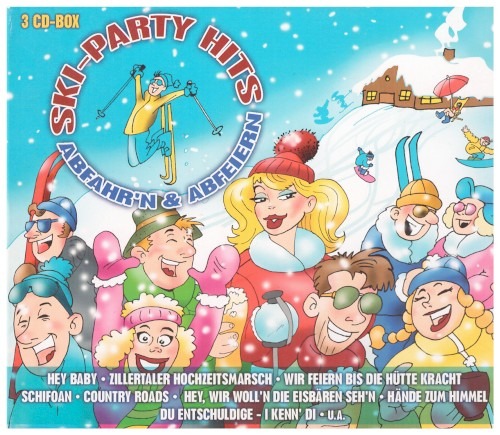 3 CD-BOX
SKI-PARTY HITS
ABFAHR'N & ABFEIERN
HEY BABY • ZILLERTALER HOCHZEITSMARSCH • WIR FEIERN BIS DIE HÜTTE KRACHT
SCHIFOAN • COUNTRY ROADS • HEY, WIR WOLL'N DIE EISBÄREN SEH'N • HÄNDE ZUM HIMMEL
DU ENTSCHULDIGE - I KENN' DI • U.A.